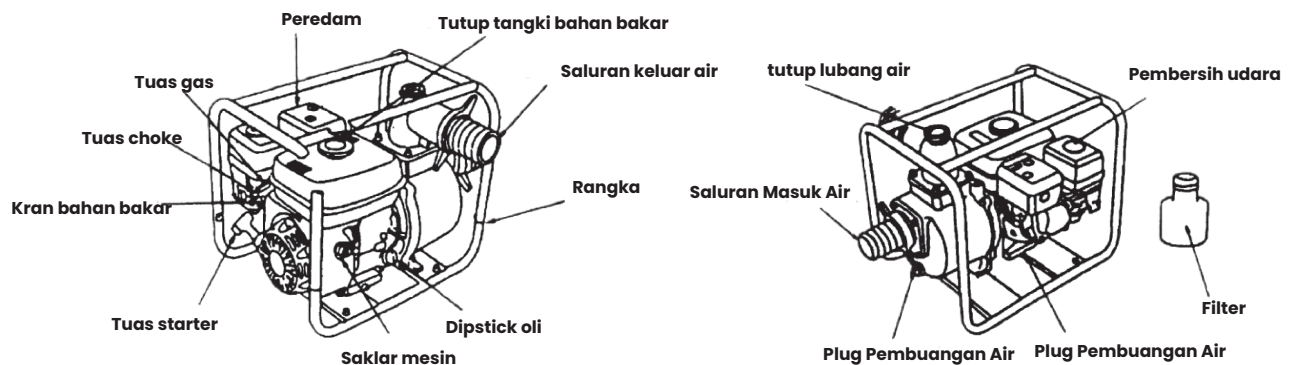 Peredam
Tutup tangki bahan bakar
Saluran keluar air
Tuas gas
Tuas choke
Kran bahan bakar
Rangka
Tuas starter
Dipstick oli
Saklar mesin
tutup lubang air
Pembersih udara
Saluran Masuk Air
Filter
Plug Pembuangan Air
Plug Pembuangan Air